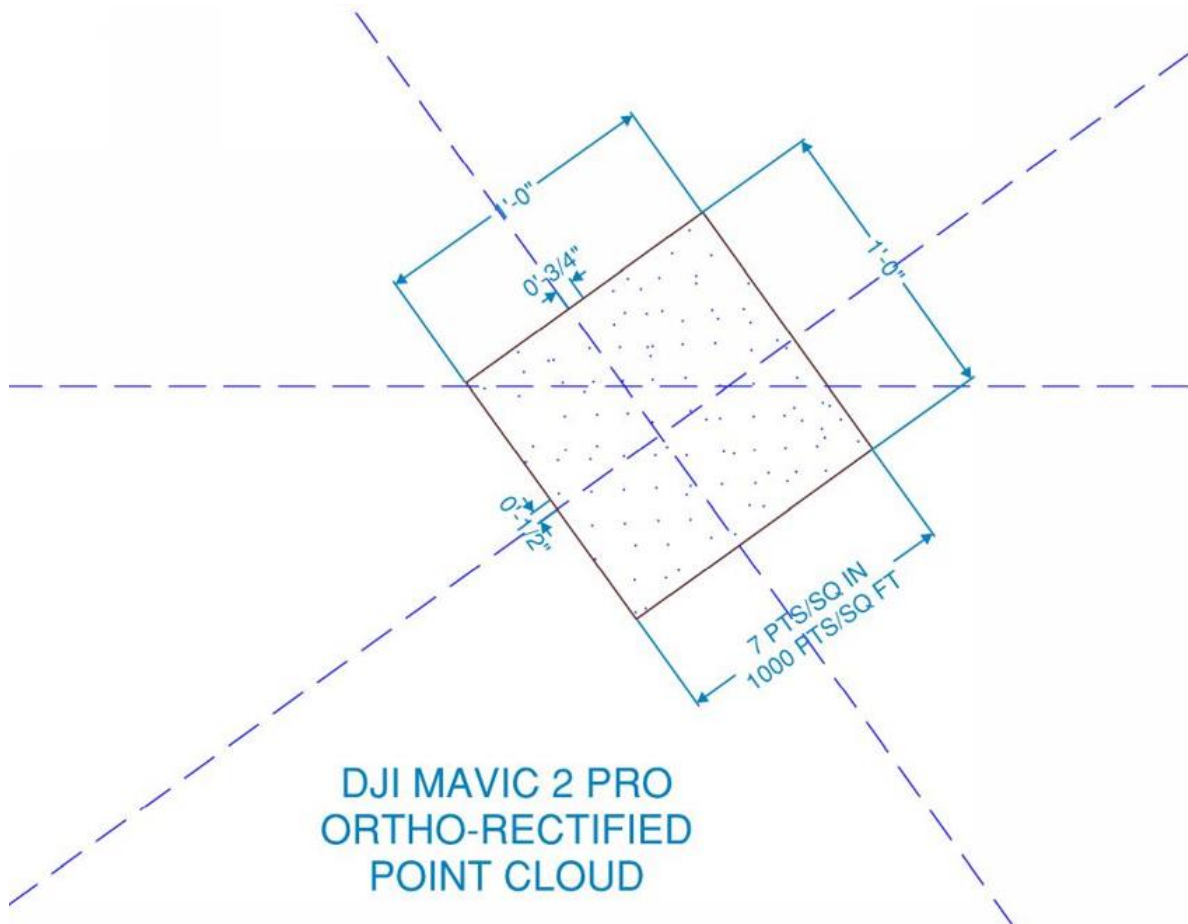 1'-0"
1'-0"
0'-3/4"
0'-1/2"
7 PTS/SQ IN
1000 PTS/SQ FT
DJI MAVIC 2 PRO
ORTHO-RECTIFIED
POINT CLOUD